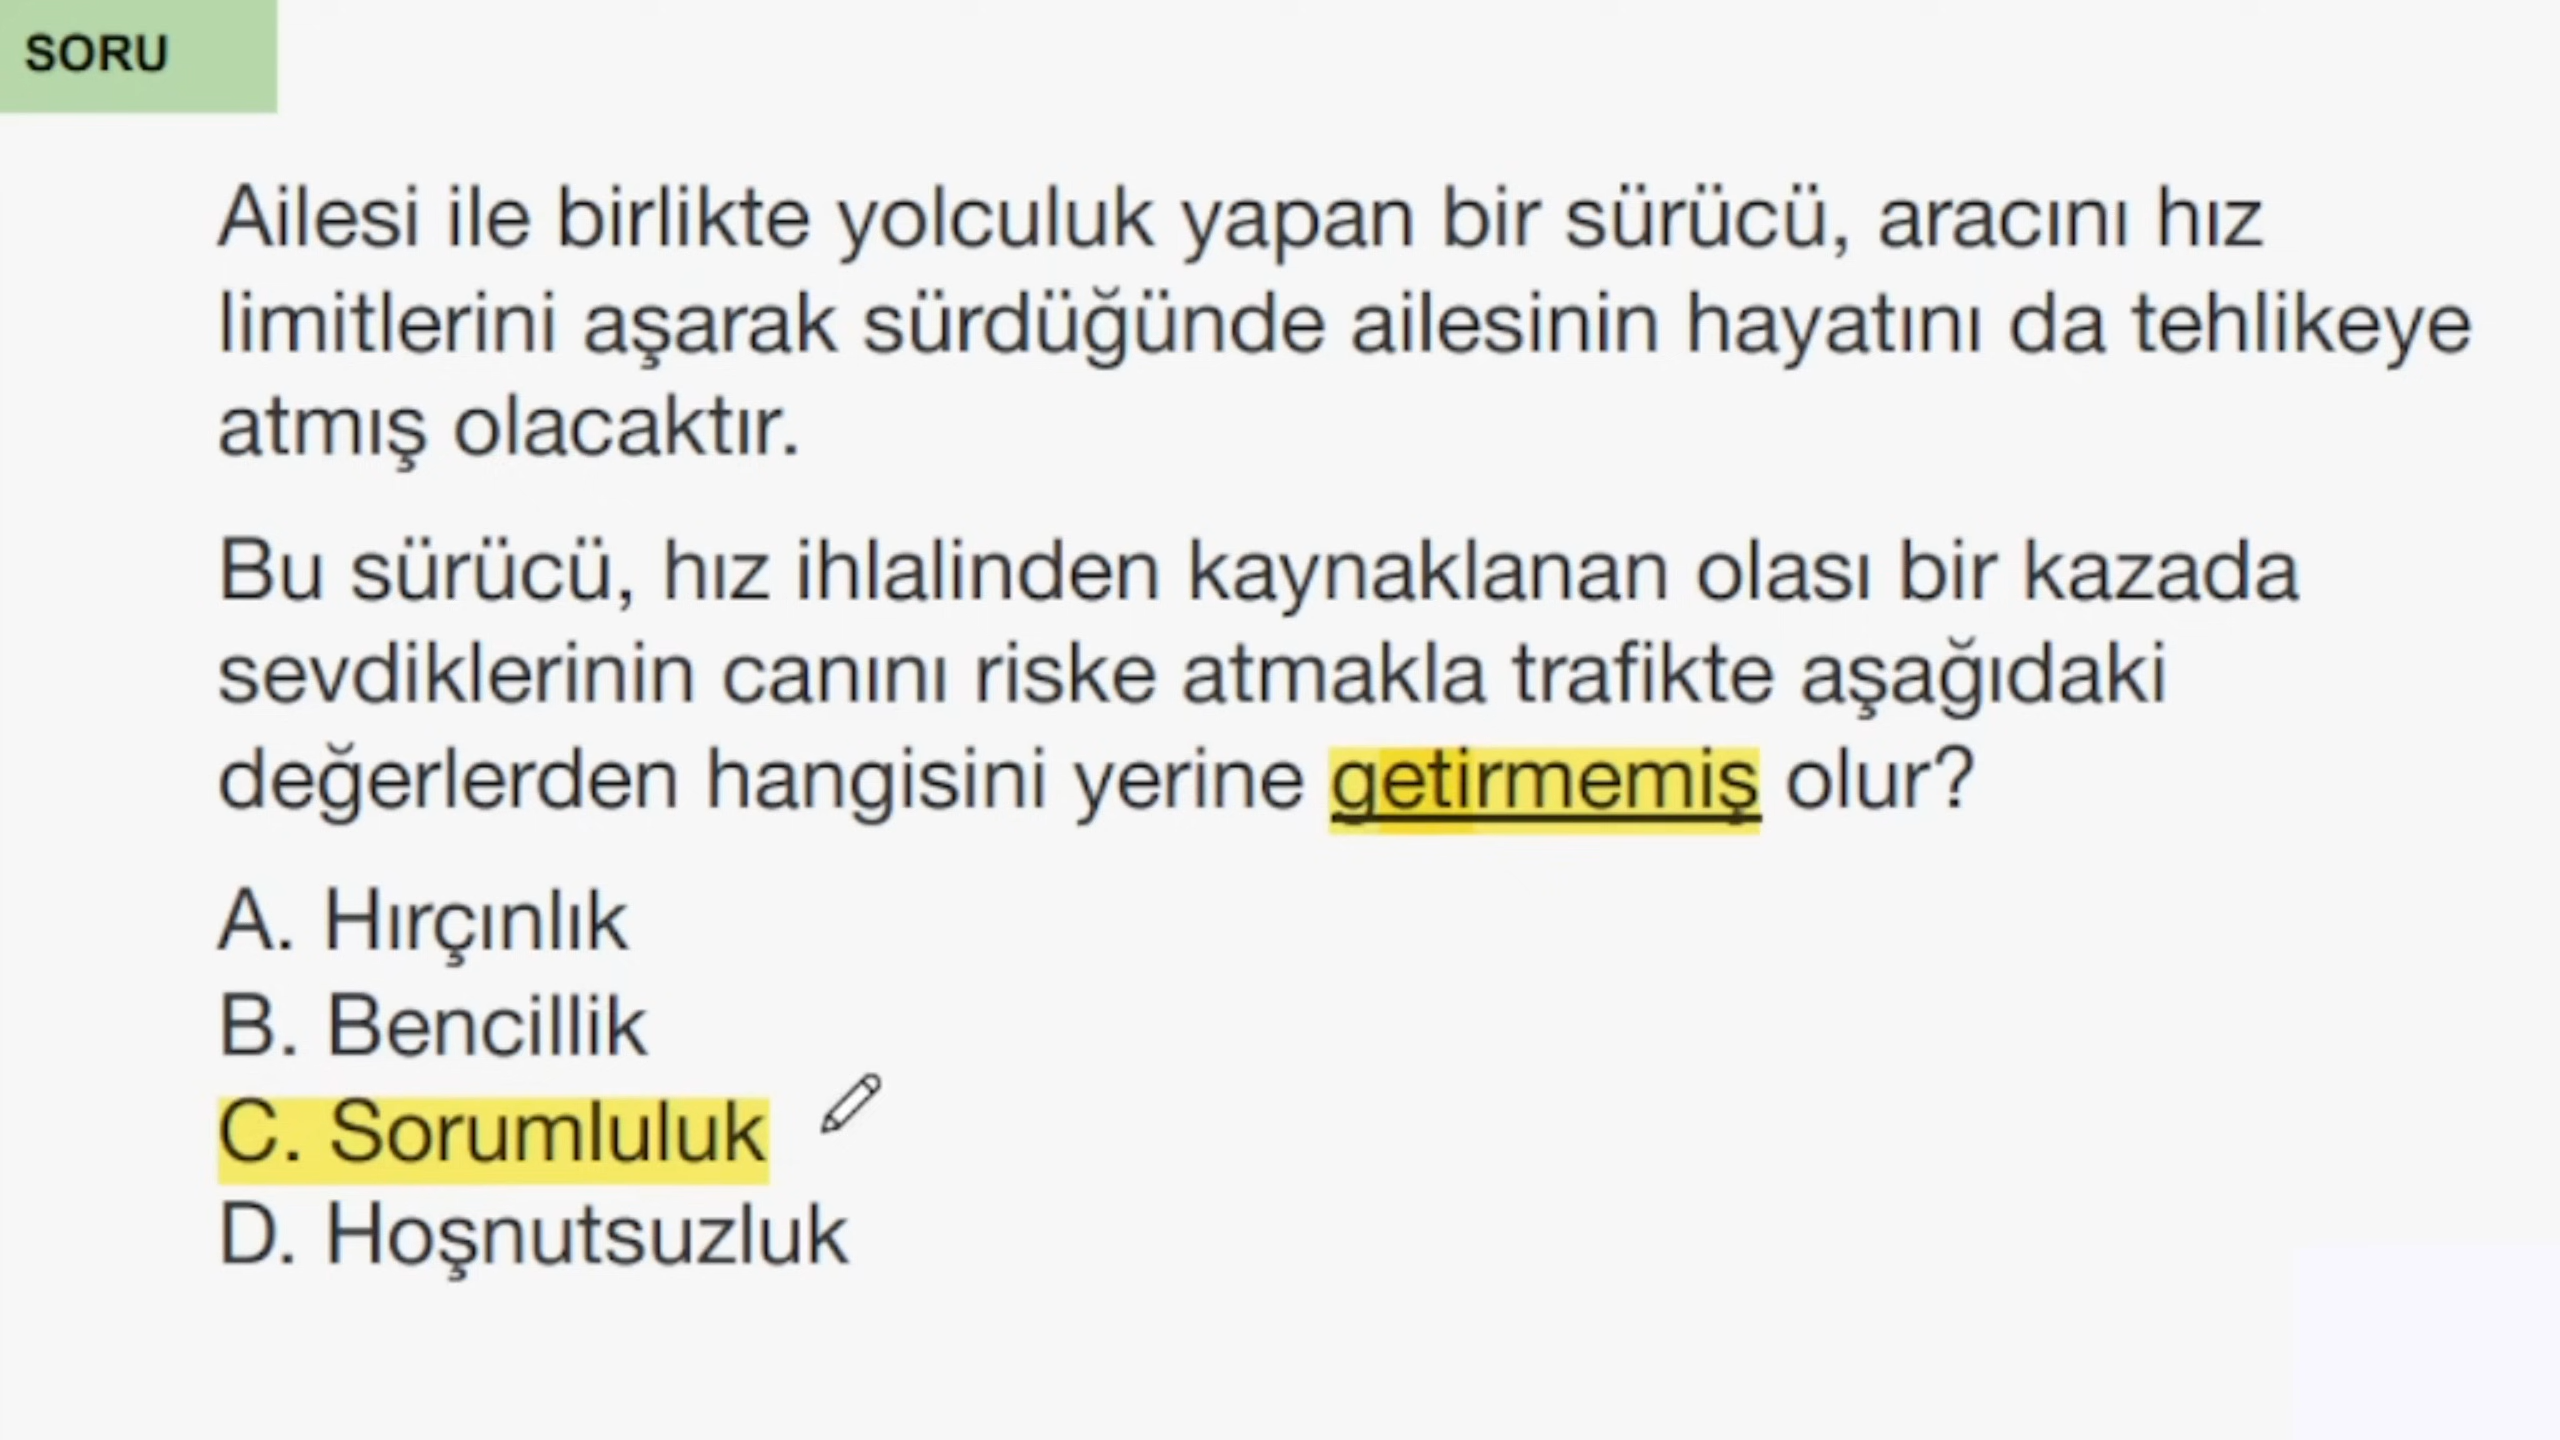 SORU
Ailesi ile birlikte yolculuk yapan bir sürücü, aracını hız
limitlerini aşarak sürdüğünde ailesinin hayatını da tehlikeye
atmış olacaktır.
Bu sürücü, hız ihlalinden kaynaklanan olası bir kazada
sevdiklerinin canını riske atmakla trafikte aşağıdaki
değerlerden hangisini yerine getirmemiş olur?
A. Hırçınlık
B. Bencillik
C. Sorumluluk
D. Hoşnutsuzluk